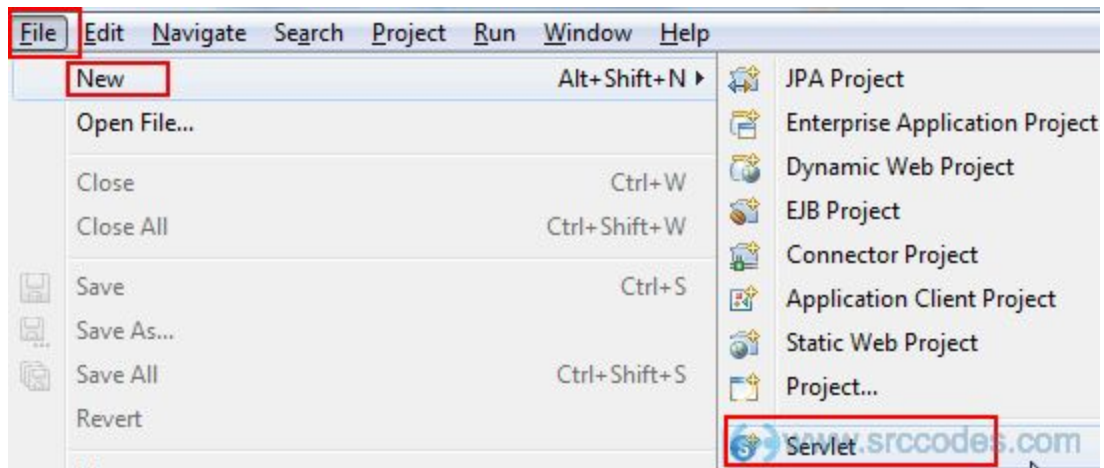 File Edit Navigate Search Project Run Window Help
New Alt+Shift+N
Open File...
Close Ctrl+W
Close All Ctrl+Shift+W
Save Ctrl+S
Save As...
Save All Ctrl+Shift+S
Revert
JPA Project
Enterprise Application Project
Dynamic Web Project
EJB Project
Connector Project
Application Client Project
Static Web Project
Project...
Servlet
www.srccodes.com